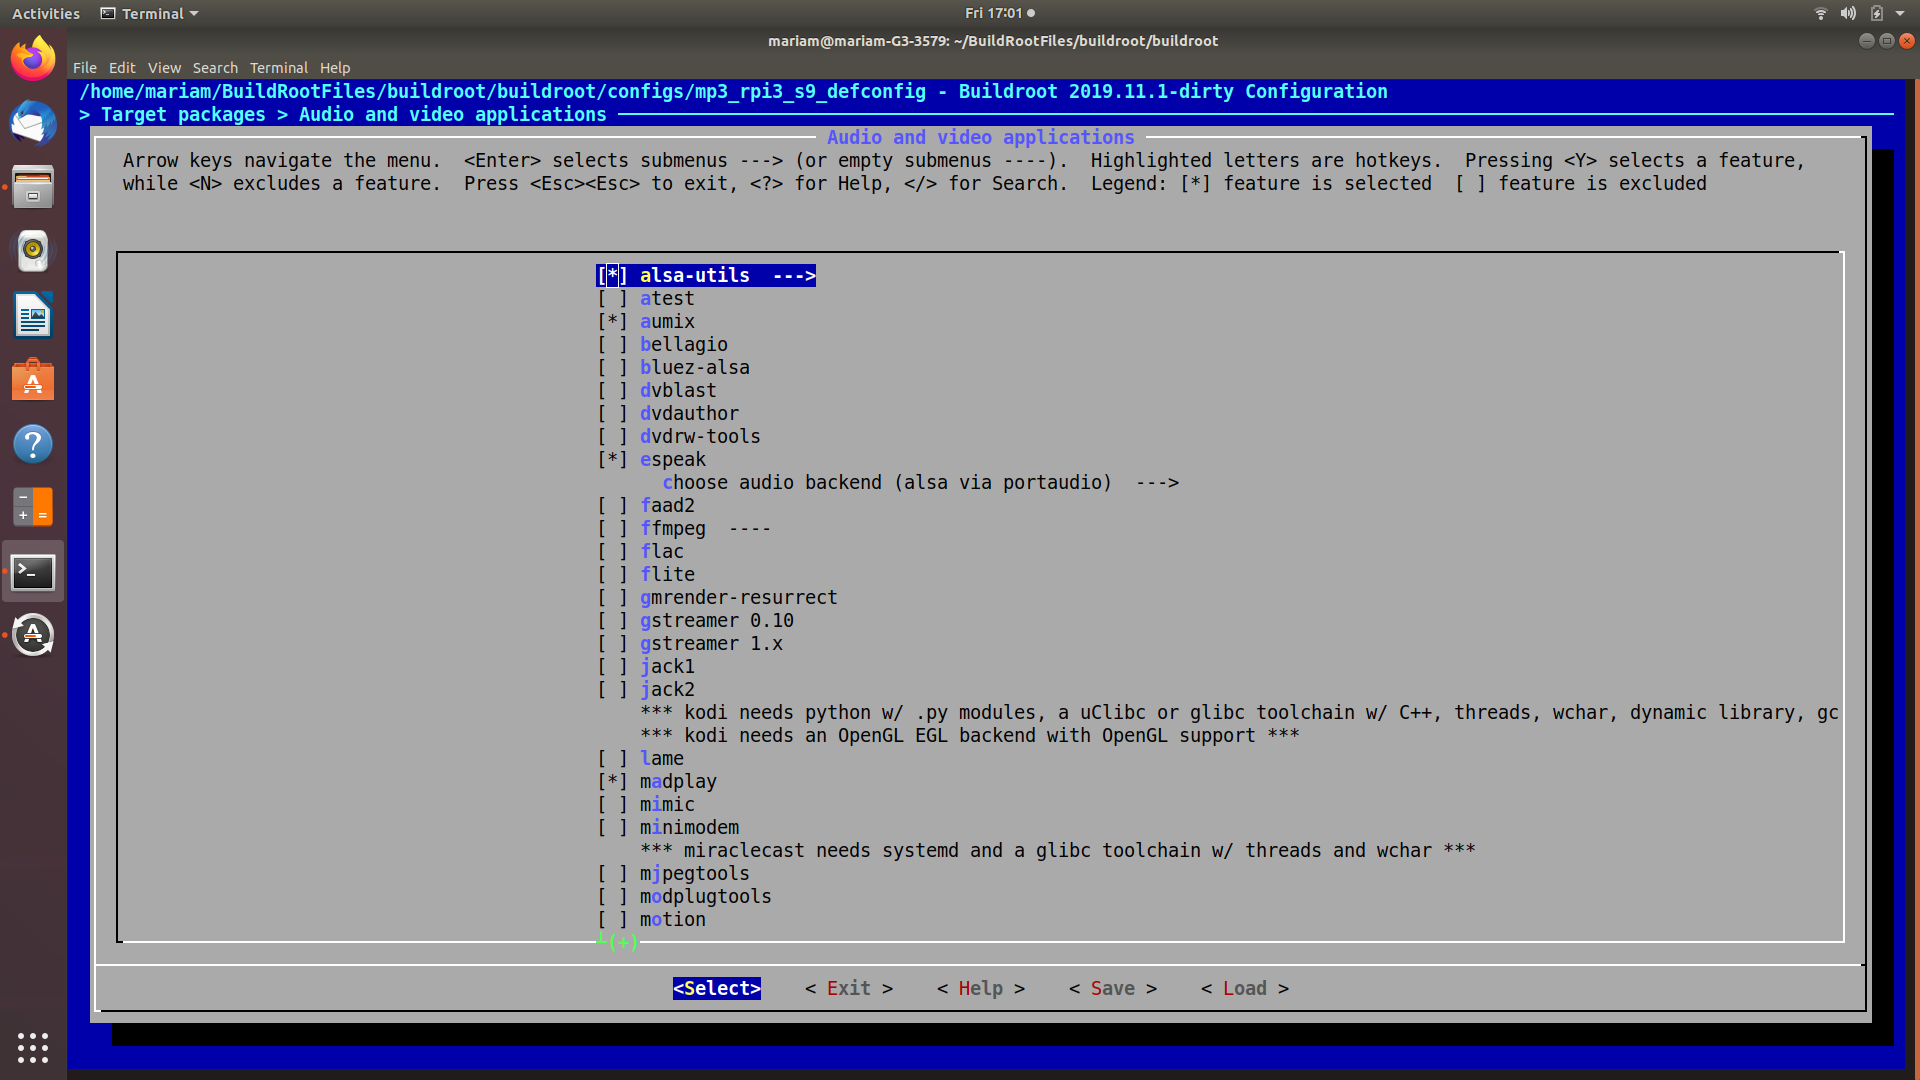 Activities Terminal Fri 17:01
mariam@mariam-G3-3579: ~/BuildRootFiles/buildroot/buildroot
File Edit View Search Terminal Help
/home/mariam/BuildRootFiles/buildroot/buildroot/configs/mp3_rpi3_s9_defconfig - Buildroot 2019.11.1-dirty Configuration
> Target packages > Audio and video applications
Audio and video applications
Arrow keys navigate the menu.  <Enter> selects submenus ---> (or empty submenus ----).  Highlighted letters are hotkeys.  Pressing <Y> selects a feature,
while <N> excludes a feature.  Press <Esc><Esc> to exit, <?> for Help, </> for Search.  Legend: [*] feature is selected  [ ] feature is excluded
[*] alsa-utils  --->
[ ] atest
[*] aumix
[ ] bellagio
[ ] bluez-alsa
[ ] dvblast
[ ] dvdauthor
[ ] dvdrw-tools
[*] espeak
choose audio backend (alsa via portaudio)  --->
[ ] faad2
[ ] ffmpeg  ----
[ ] flac
[ ] flite
[ ] gmrender-resurrect
[ ] gstreamer 0.10
[ ] gstreamer 1.x
[ ] jack1
[ ] jack2
*** kodi needs python w/ .py modules, a uClibc or glibc toolchain w/ C++, threads, wchar, dynamic library, gc
*** kodi needs an OpenGL EGL backend with OpenGL support ***
[ ] lame
[*] madplay
[ ] mimic
[ ] minimodem
*** miraclecast needs systemd and a glibc toolchain w/ threads and wchar ***
[ ] mjpegtools
[ ] modplugtools
[ ] motion
┴(+)
<Select>    < Exit >    < Help >    < Save >    < Load >